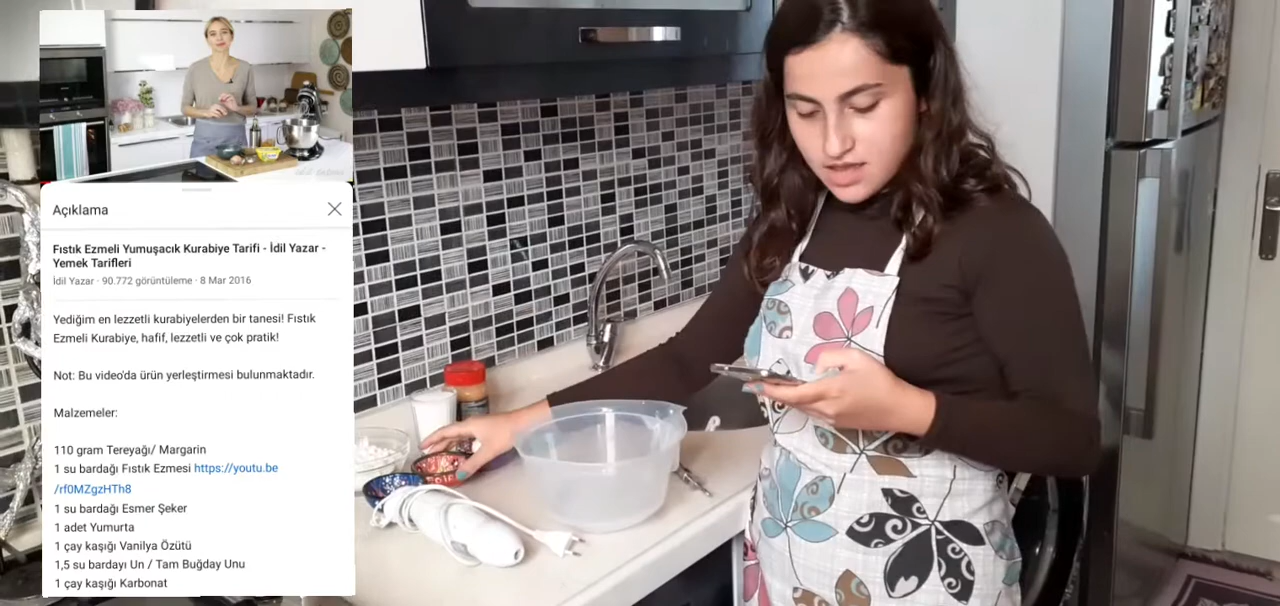 Açıklama
Fıstık Ezmeli Yumuşacık Kurabiye Tarifi - İdil Yazar -
Yemek Tarifleri
İdil Yazar · 90.772 görüntüleme · 8 Mar 2016
Yediğim en lezzetli kurabiyelerden bir tanesi! Fıstık
Ezmeli Kurabiye, hafif, lezzetli ve çok pratik!
Not: Bu video'da ürün yerleştirmesi bulunmaktadır.
Malzemeler:
110 gram Tereyağı/ Margarin
1 su bardağı Fıstık Ezmesi https://youtu.be
/rf0MZgzHTh8
1 su bardağı Esmer Şeker
1 adet Yumurta
1 çay kaşığı Vanilya Özütü
1,5 su bardayı Un / Tam Buğday Unu
1 çay kaşığı Karbonat